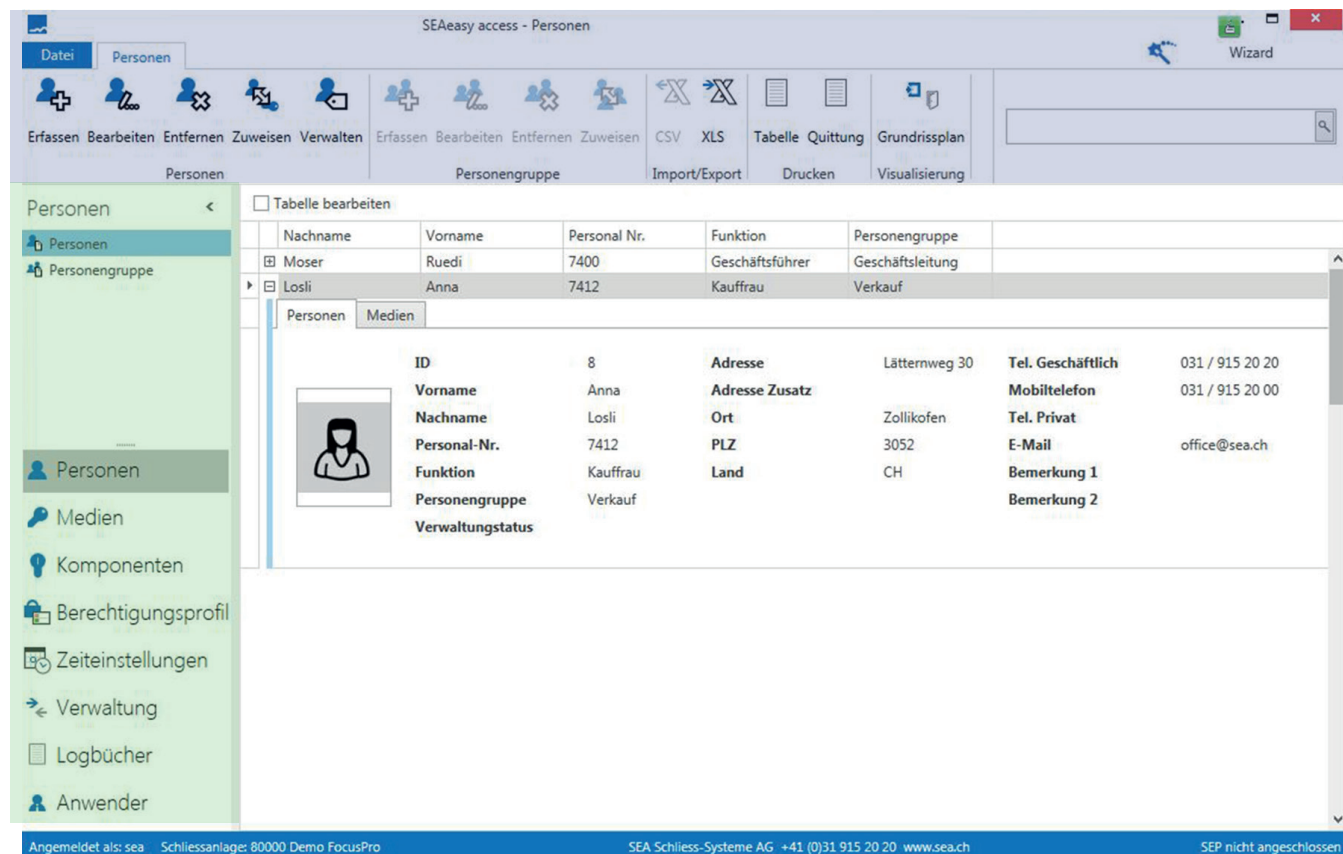 SEAeasy access - Personen
Datei Personen Wizard
Erfassen Bearbeiten Entfernen Zuweisen Verwalten Erfassen Bearbeiten Entfernen Zuweisen CSV XLS Tabelle Quittung Grundrissplan
Personen Personengruppe Import/Export Drucken Visualisierung
Personen
Personen
Personengruppe
Personen
Medien
Komponenten
Berechtigungsprofil
Zeiteinstellungen
Verwaltung
Logbücher
Anwender
Tabelle bearbeiten
Nachname Vorname Personal Nr. Funktion Personengruppe
Moser Ruedi 7400 Geschäftsführer Geschäftsleitung
Losli Anna 7412 Kauffrau Verkauf
Personen Medien
ID 8 Adresse Lätternweg 30 Tel. Geschäftlich 031 / 915 20 20
Vorname Anna Adresse Zusatz Mobiltelefon 031 / 915 20 00
Nachname Losli Ort Zollikofen Tel. Privat
Personal-Nr. 7412 PLZ 3052 E-Mail office@sea.ch
Funktion Kauffrau Land CH Bemerkung 1
Personengruppe Verkauf Bemerkung 2
Verwaltungstatus
Angemeldet als: sea Schliessanlage: 80000 Demo FocusPro SEA Schliess-Systeme AG +41 (0)31 915 20 20 www.sea.ch SEP nicht angeschlossen